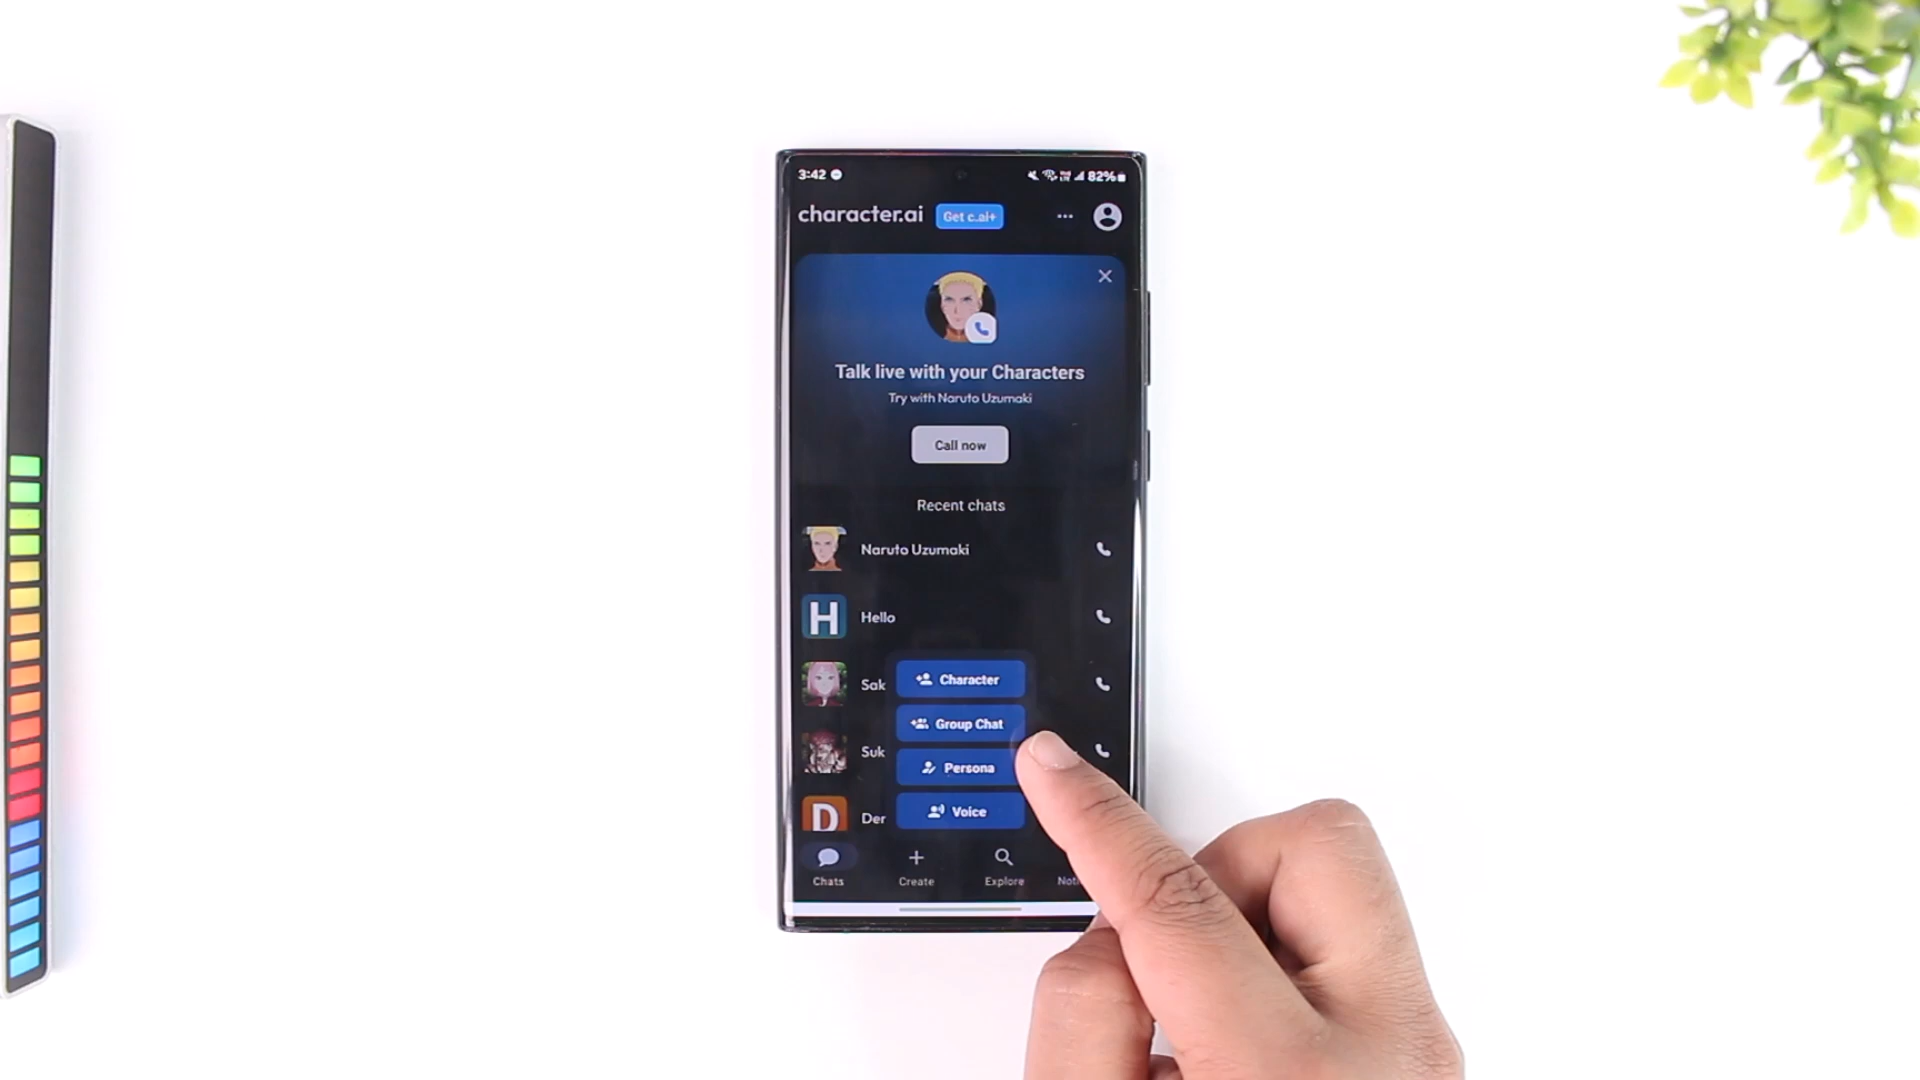 3:42 82%
character.ai Get c.ai+
Talk live with your Characters
Try with Naruto Uzumaki
Call now
Recent chats
Naruto Uzumaki
H Hello
Sak
Character
Group Chat
Suk
Persona
D Der
Voice
Chats Create Explore